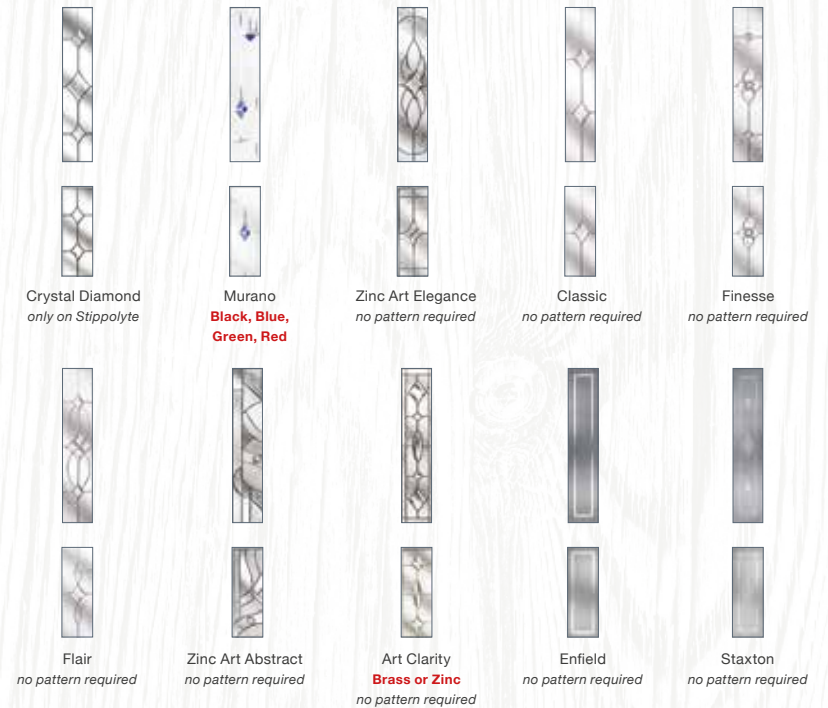 Crystal Diamond
only on Stippolyte
Murano
Black, Blue,
Green, Red
Zinc Art Elegance
no pattern required
Classic
no pattern required
Finesse
no pattern required
Flair
no pattern required
Zinc Art Abstract
no pattern required
Art Clarity
Brass or Zinc
no pattern required
Enfield
no pattern required
Staxton
no pattern required